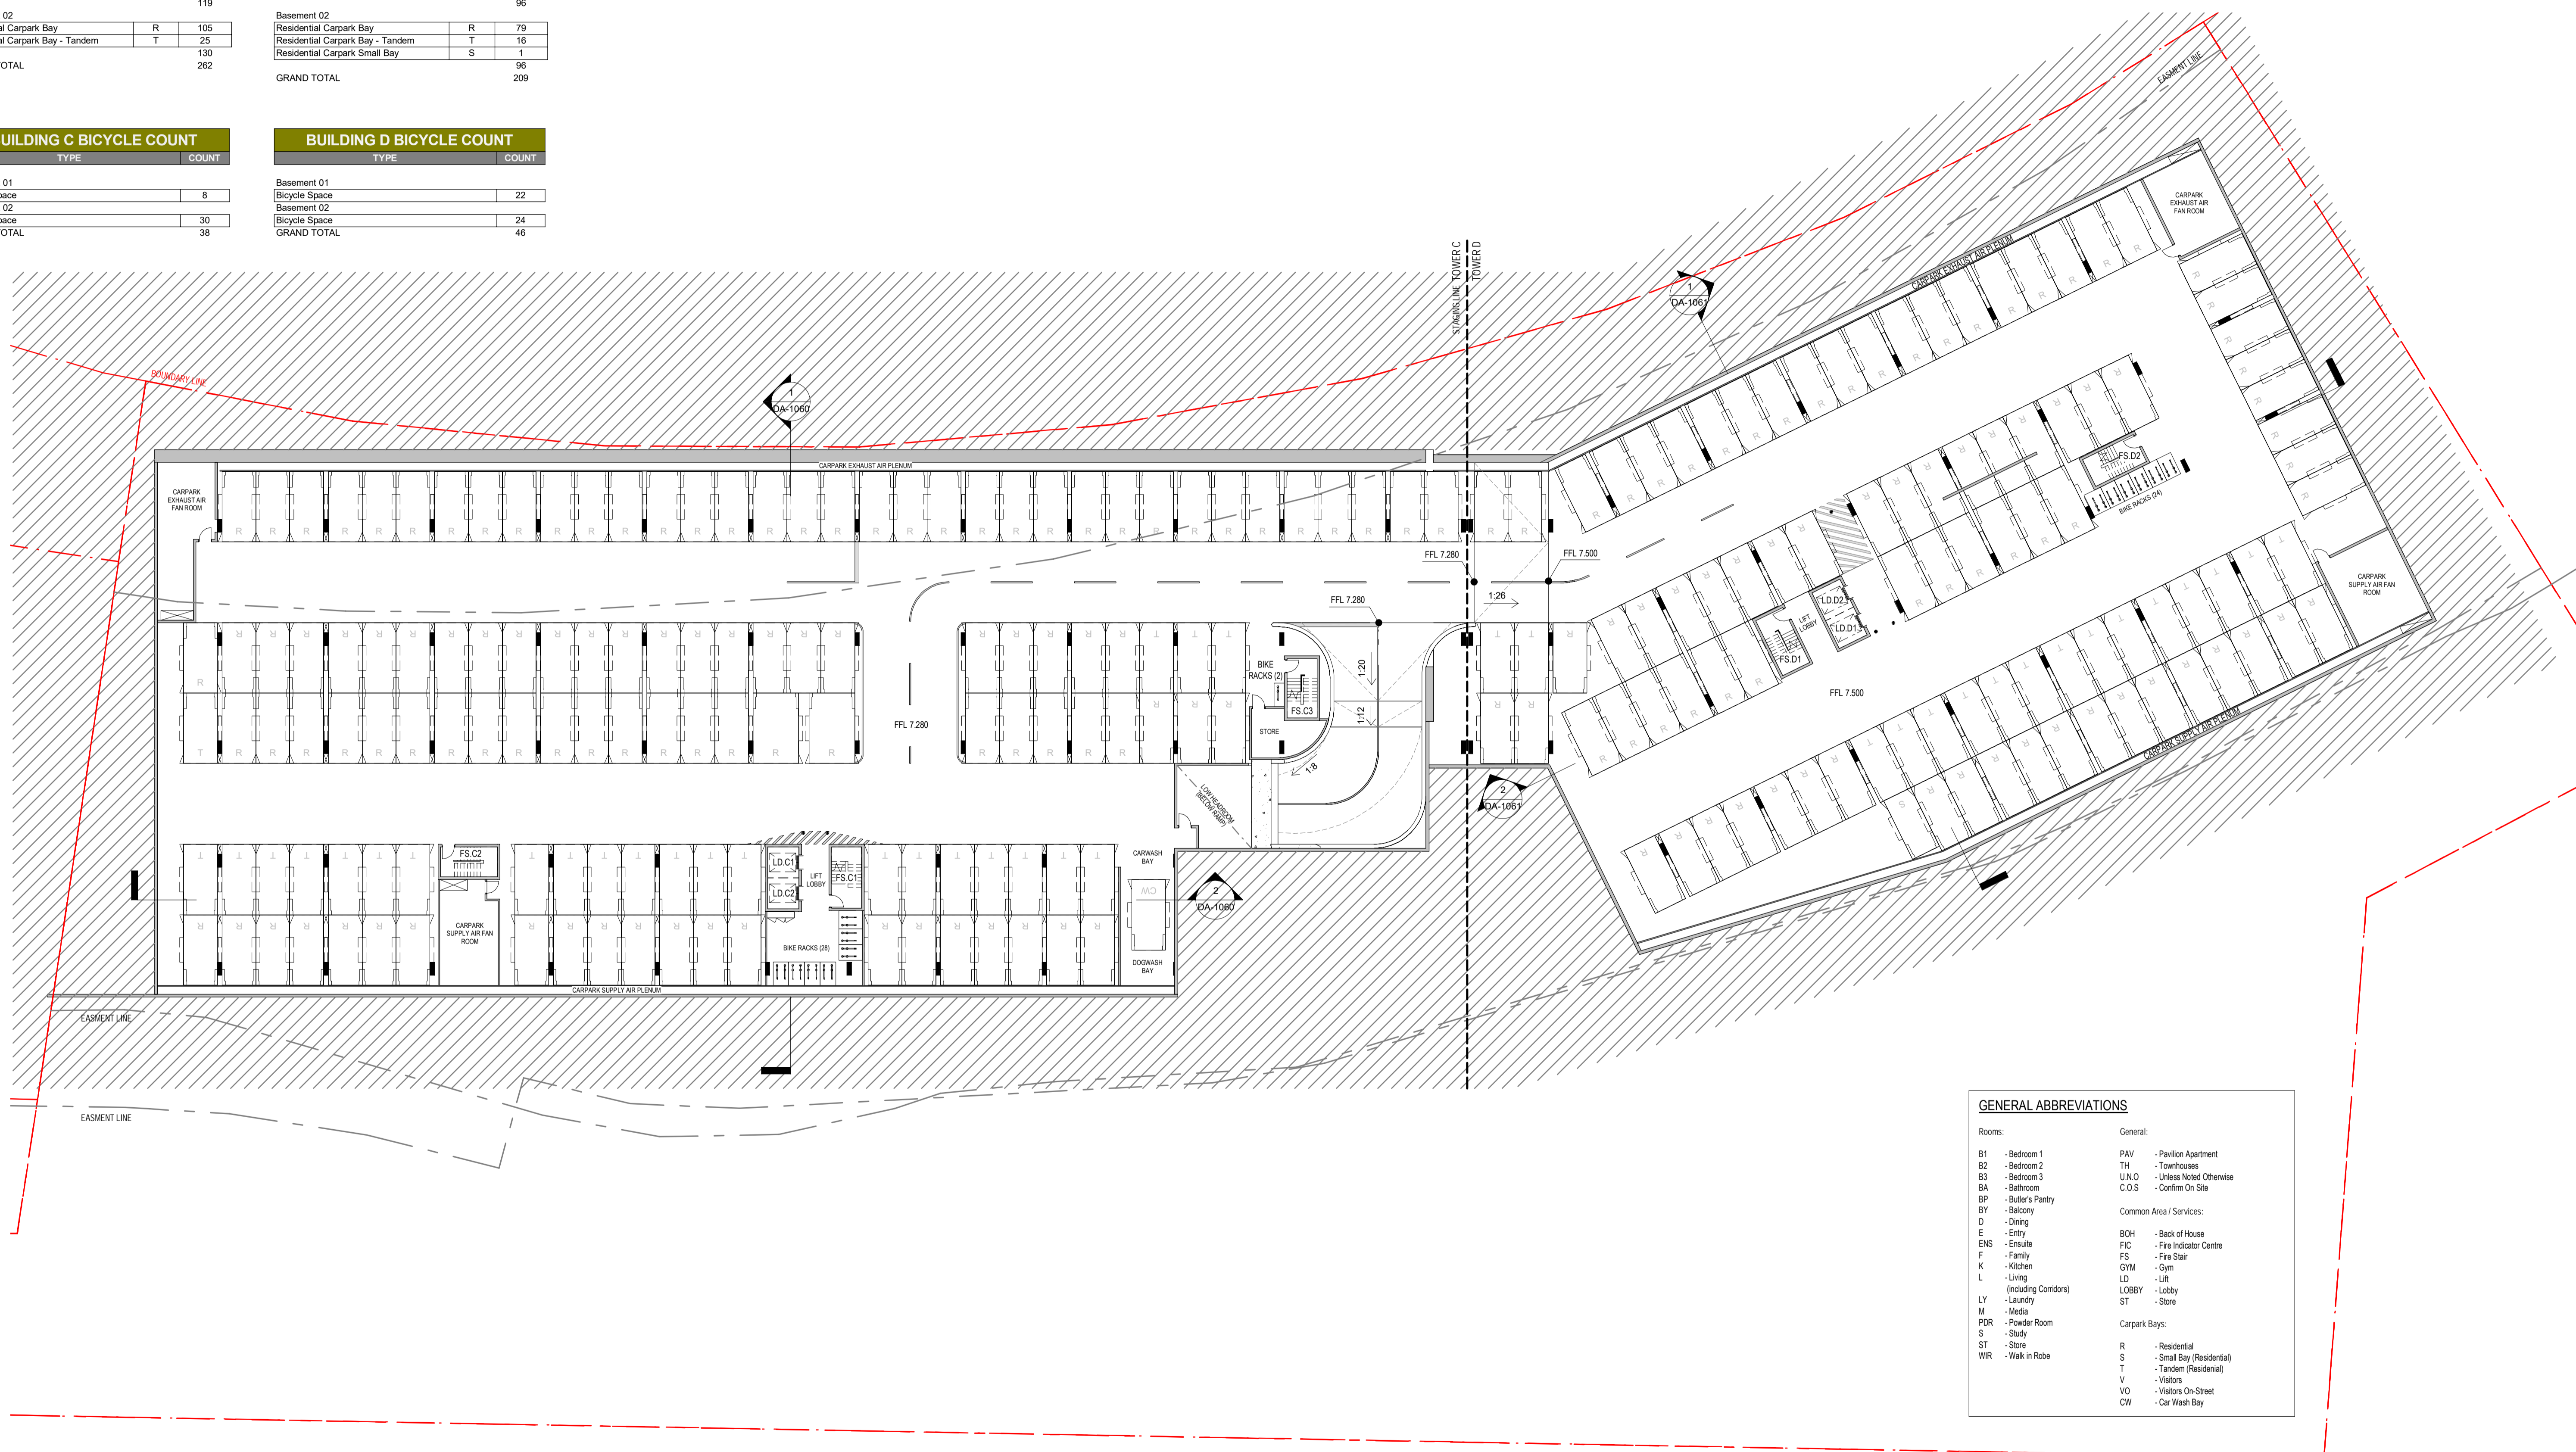 119
02
al Carpark Bay R 105
al Carpark Bay - Tandem T 25
130
OTAL 262
96
Basement 02
Residential Carpark Bay R 79
Residential Carpark Bay - Tandem T 16
Residential Carpark Small Bay S 1
96
GRAND TOTAL 209
UILDING C BICYCLE COUNT
TYPE COUNT
01
pace 8
02
pace 30
OTAL 38
BUILDING D BICYCLE COUNT
TYPE COUNT
Basement 01
Bicycle Space 22
Basement 02
Bicycle Space 24
GRAND TOTAL 46
EASMENT LINE
STAGING LINE TOWER C
TOWER D
BOUNDARY LINE
1
DA-1060
1
DA-1061
CARPARK
EXHAUST AIR
FAN ROOM
CARPARK EXHAUST AIR PLENUM
CARPARK
EXHAUST AIR
FAN ROOM
CARPARK EXHAUST AIR PLENUM
FFL 7.280
FFL 7.500
1:26
FFL 7.280
1:20
1:12
1:8
FFL 7.280
BIKE
RACKS (2)
FS.C3
STORE
LOW HEADROOM
(BELOW RAMP)
FS.D2
BIKE RACKS (24)
LD.D2
LD.D1
LIFT
LOBBY
FS.D1
FFL 7.500
CARPARK
SUPPLY AIR FAN
ROOM
CARPARK SUPPLY AIR PLENUM
2
DA-1061
FS.C2
CARPARK
SUPPLY AIR FAN
ROOM
LD.C1
LD.C2
LIFT
LOBBY
FS.C1
BIKE RACKS (28)
CARWASH
BAY
CW
DOGWASH
BAY
2
DA-1060
CARPARK SUPPLY AIR PLENUM
EASMENT LINE
EASMENT LINE
GENERAL ABBREVIATIONS
Rooms:
B1 - Bedroom 1
B2 - Bedroom 2
B3 - Bedroom 3
BA - Bathroom
BP - Butler's Pantry
BY - Balcony
D - Dining
E - Entry
ENS - Ensuite
F - Family
K - Kitchen
L - Living
(including Corridors)
LY - Laundry
M - Media
PDR - Powder Room
S - Study
ST - Store
WIR - Walk in Robe
General:
PAV - Pavilion Apartment
TH - Townhouses
U.N.O - Unless Noted Otherwise
C.O.S - Confirm On Site
Common Area / Services:
BOH - Back of House
FIC - Fire Indicator Centre
FS - Fire Stair
GYM - Gym
LD - Lift
LOBBY - Lobby
ST - Store
Carpark Bays:
R - Residential
S - Small Bay (Residential)
T - Tandem (Residenial)
V - Visitors
VO - Visitors On-Street
CW - Car Wash Bay